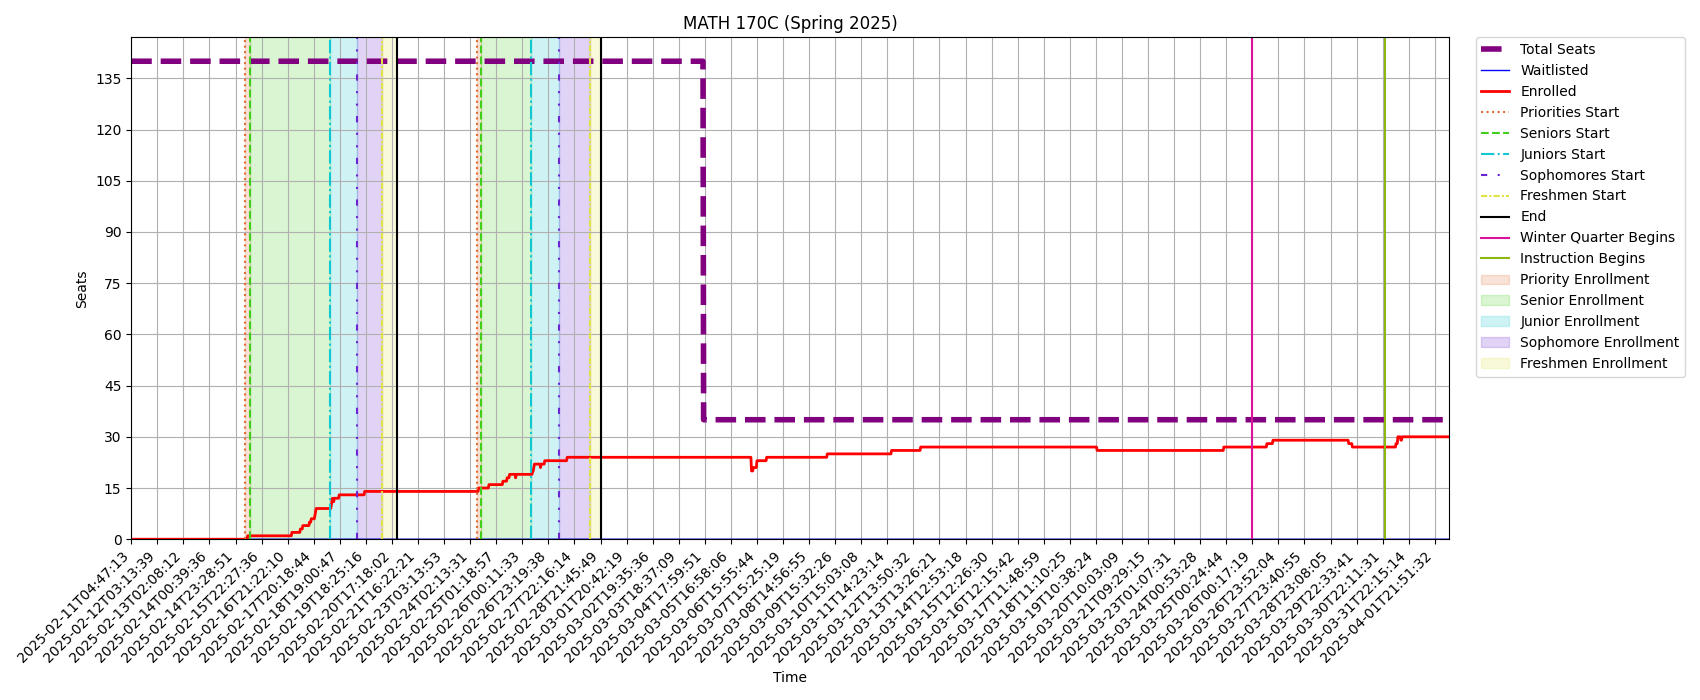 MATH 170C (Spring 2025)
Seats
135
120
105
90
75
60
45
30
15
0
2025-02-11T04:47:13
2025-02-12T03:13:39
2025-02-13T02:08:12
2025-02-14T00:39:36
2025-02-14T23:28:51
2025-02-15T22:27:36
2025-02-16T21:22:10
2025-02-17T20:18:44
2025-02-18T19:00:47
2025-02-19T18:25:16
2025-02-20T17:18:02
2025-02-21T16:22:21
2025-02-23T03:13:53
2025-02-24T02:13:31
2025-02-25T01:18:57
2025-02-26T00:11:33
2025-02-26T23:19:38
2025-02-27T22:16:14
2025-02-28T21:45:49
2025-03-01T20:42:19
2025-03-02T19:35:36
2025-03-03T18:37:09
2025-03-04T17:59:51
2025-03-05T16:58:06
2025-03-06T15:55:44
2025-03-07T15:25:19
2025-03-08T14:56:55
2025-03-09T15:32:26
2025-03-10T15:03:08
2025-03-11T14:23:14
2025-03-12T13:50:32
2025-03-13T13:26:21
2025-03-14T12:53:18
2025-03-15T12:26:30
2025-03-16T12:15:42
2025-03-17T11:48:59
2025-03-18T11:10:25
2025-03-19T10:38:24
2025-03-20T10:03:09
2025-03-21T09:29:15
2025-03-23T01:07:31
2025-03-24T00:53:28
2025-03-25T00:24:44
2025-03-26T00:17:19
2025-03-26T23:52:04
2025-03-27T23:40:55
2025-03-28T23:08:05
2025-03-29T22:33:41
2025-03-30T22:11:31
2025-03-31T22:15:14
2025-04-01T21:51:32
Time
Total Seats
Waitlisted
Enrolled
Priorities Start
Seniors Start
Juniors Start
Sophomores Start
Freshmen Start
End
Winter Quarter Begins
Instruction Begins
Priority Enrollment
Senior Enrollment
Junior Enrollment
Sophomore Enrollment
Freshmen Enrollment